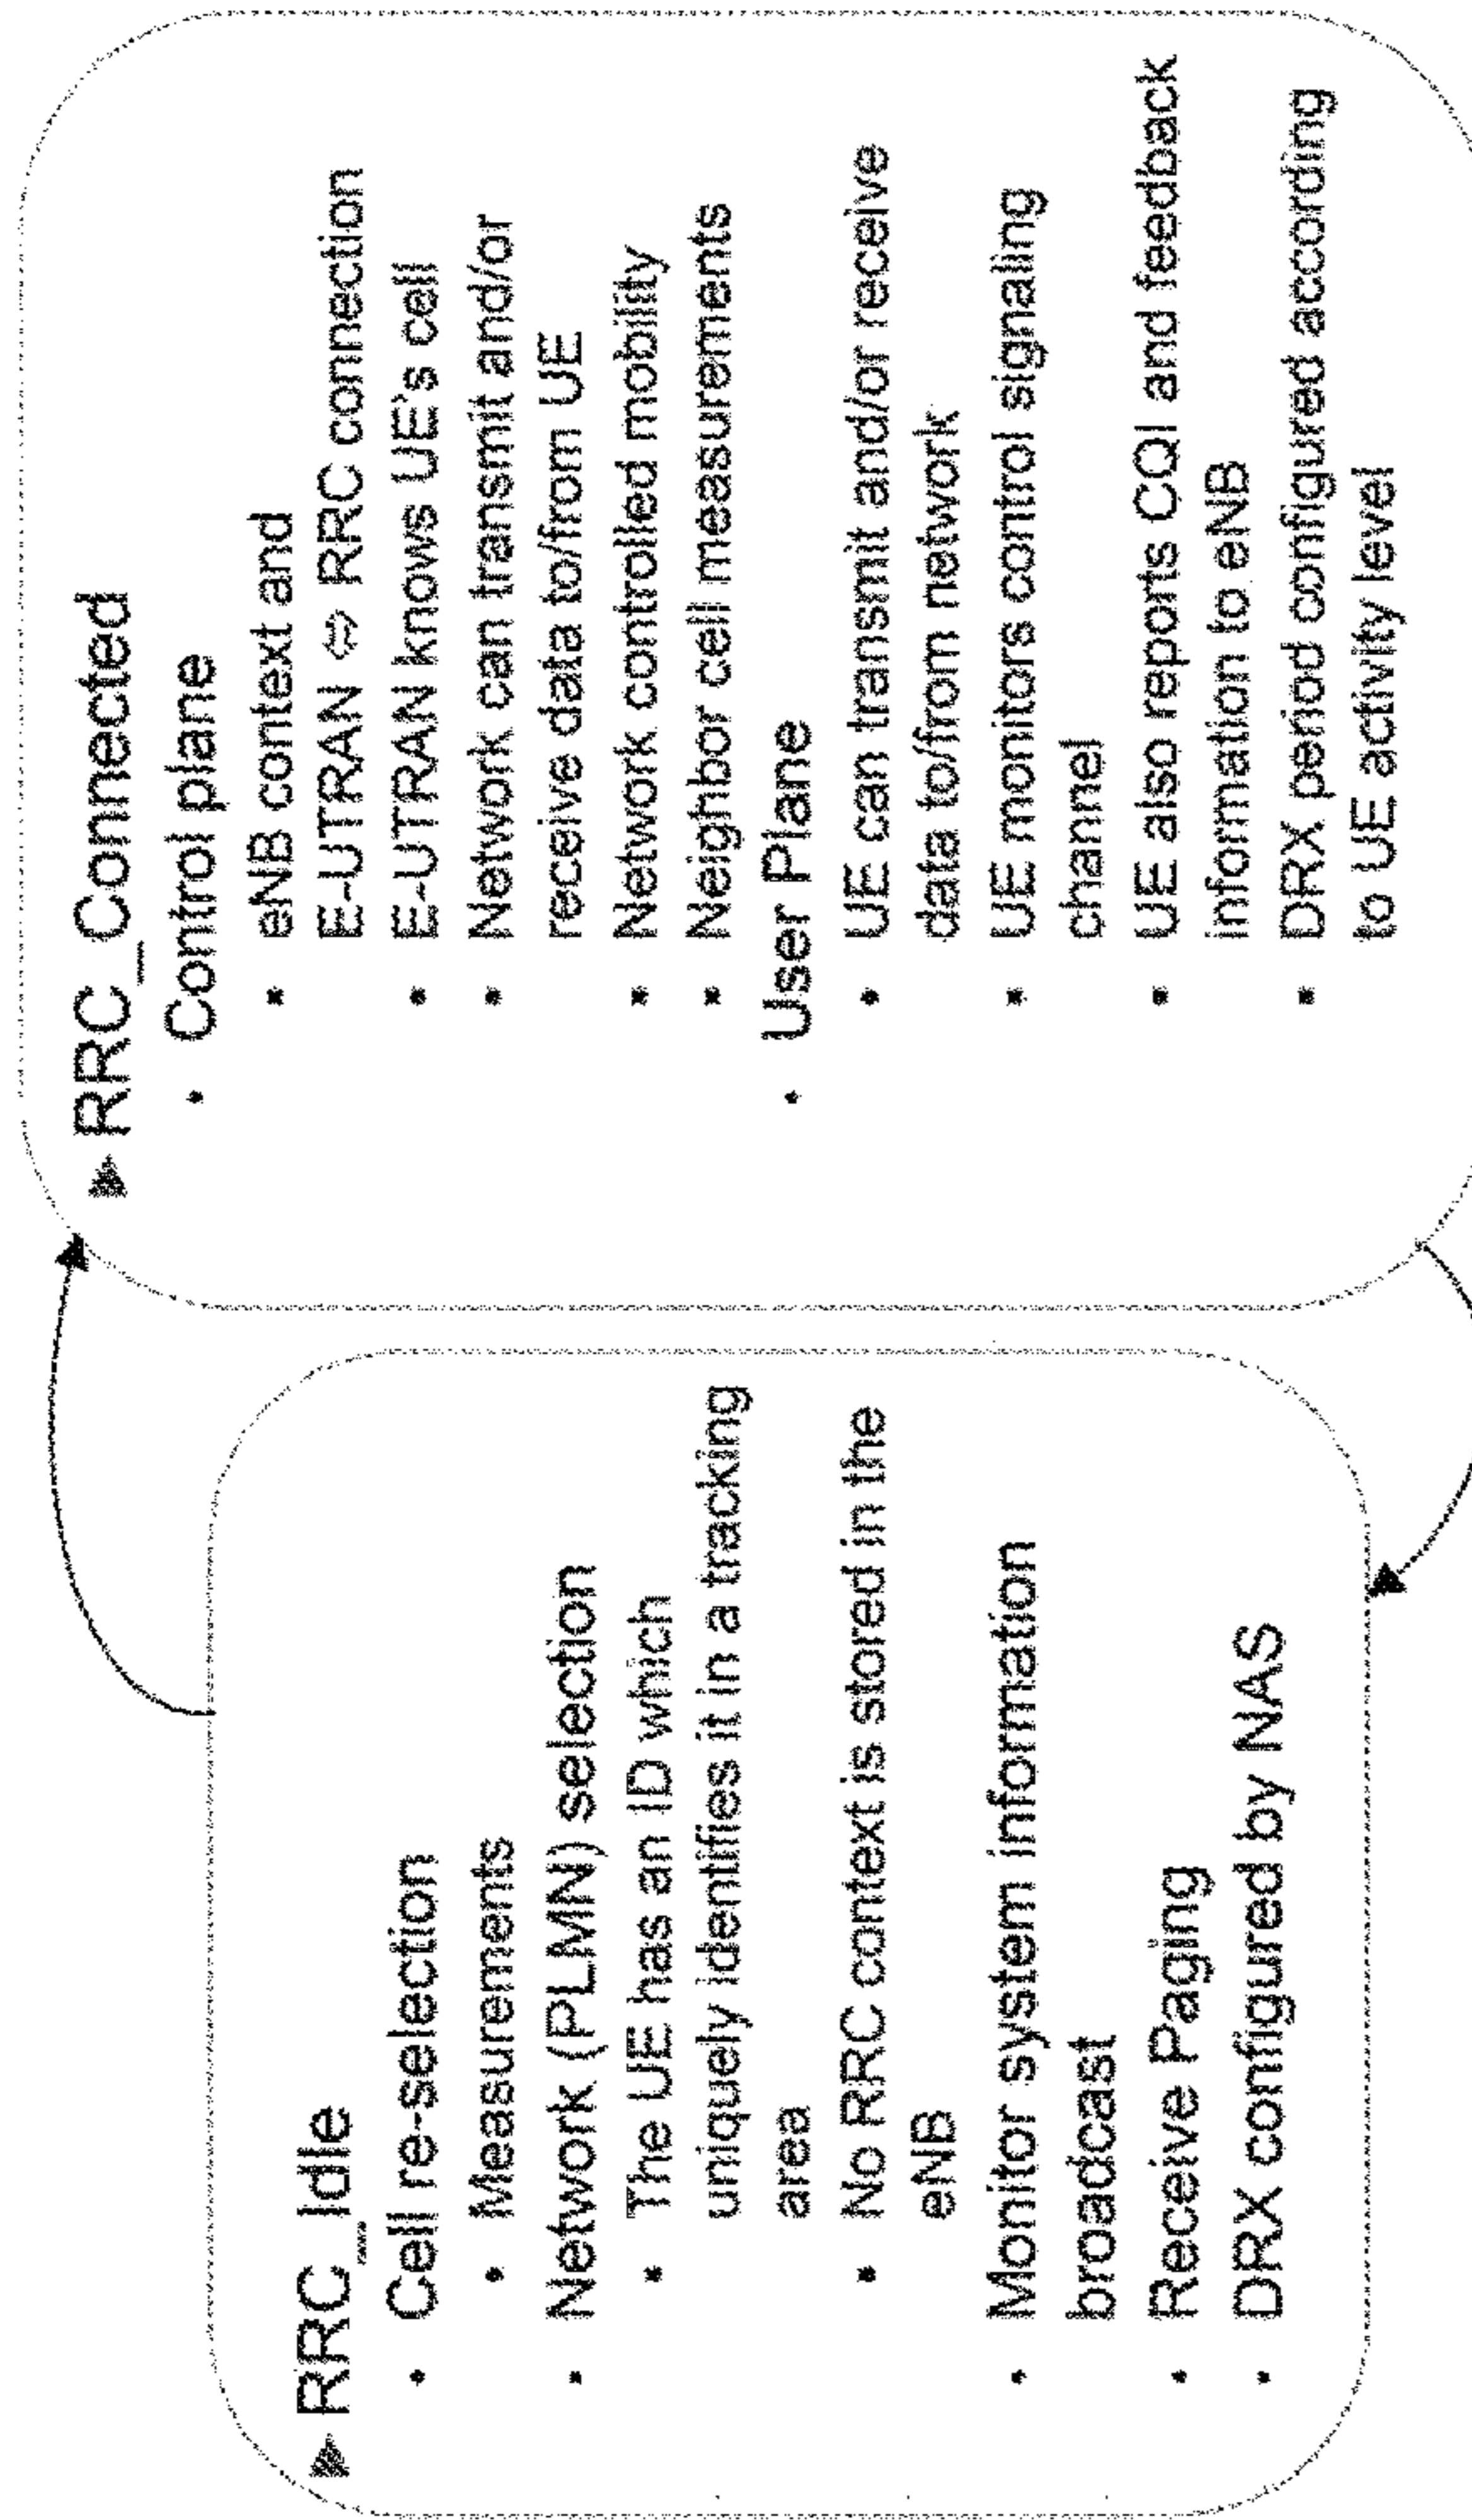 RRC_Idle
Cell re-selection
Measurements
Network (PLMN) selection
The UE has an ID which
uniquely identifies it in a tracking
area
No RRC context is stored in the
eNB
Monitor system information
broadcast
Receive Paging
DRX configured by NAS
RRC_Connected
Control plane
eNB context and
E-UTRAN ⇔ RRC connection
E-UTRAN knows UE's cell
Network can transmit and/or
receive data to/from UE
Network controlled mobility
Neighbor cell measurements
User Plane
UE can transmit and/or receive
data to/from network
UE monitors control signaling
channel
UE also reports CQI and feedback
information to eNB
DRX period configured according
to UE activity level